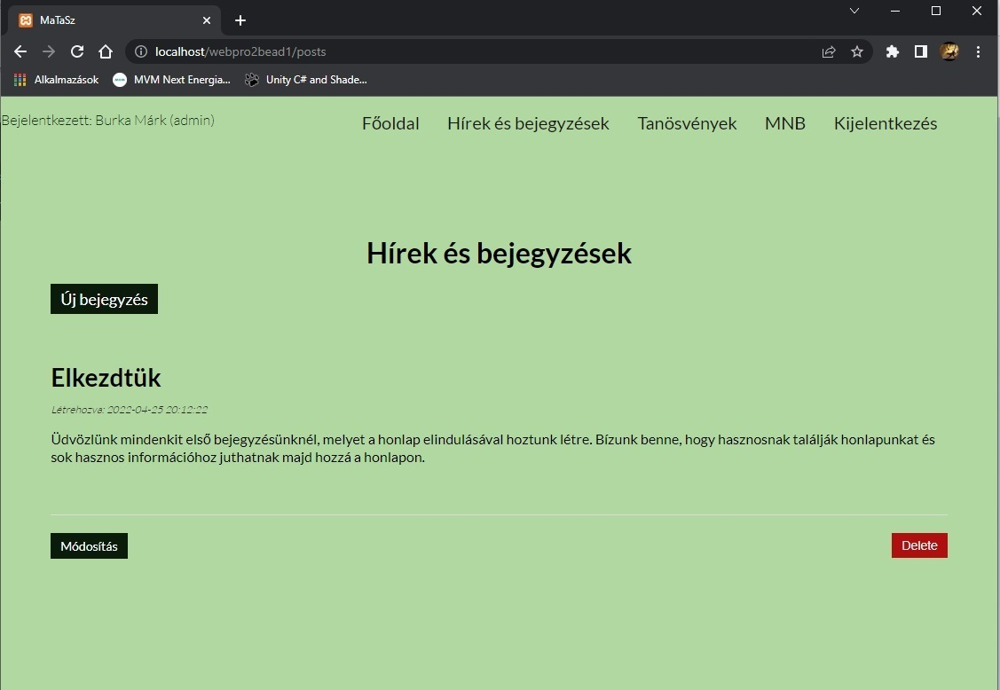 MaTaSz
localhost/webpro2bead1/posts
Alkalmazások MVM Next Energia... Unity C# and Shade...
Bejelentkezett: Burka Márk (admin)
Főoldal Hírek és bejegyzések Tanösvények MNB Kijelentkezés
Hírek és bejegyzések
Új bejegyzés
Elkezdtük
Létrehozva: 2022-04-25 20:12:22
Üdvözlünk mindenkit első bejegyzésünknél, melyet a honlap elindulásával hoztunk létre. Bízunk benne, hogy hasznosnak találják honlapunkat és
sok hasznos információhoz juthatnak majd hozzá a honlapon.
Módosítás Delete